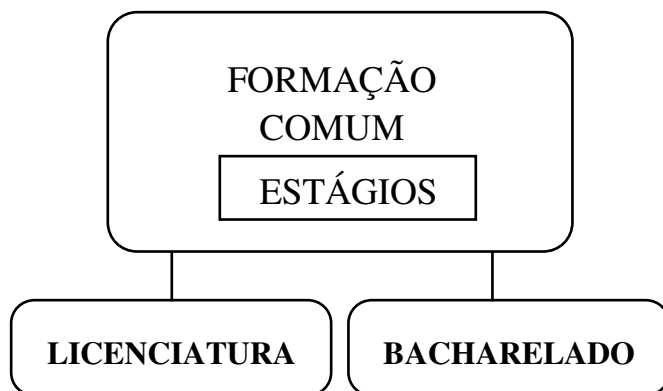 FORMAÇÃO
COMUM
ESTÁGIOS
LICENCIATURA
BACHARELADO